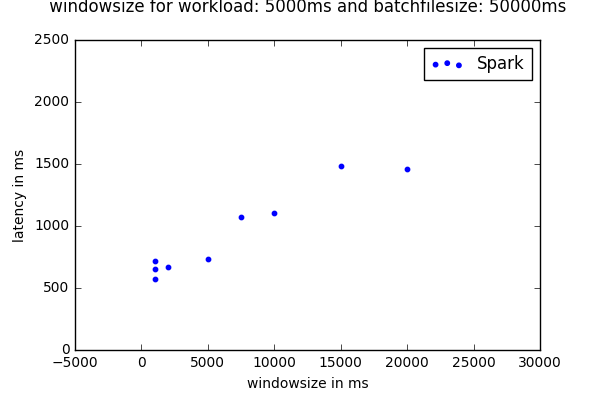 windowsize for workload: 5000ms and batchfilesize: 50000ms
2500
2000
1500
1000
500
0
latency in ms
Spark
−5000 0 5000 10000 15000 20000 25000 30000
windowsize in ms